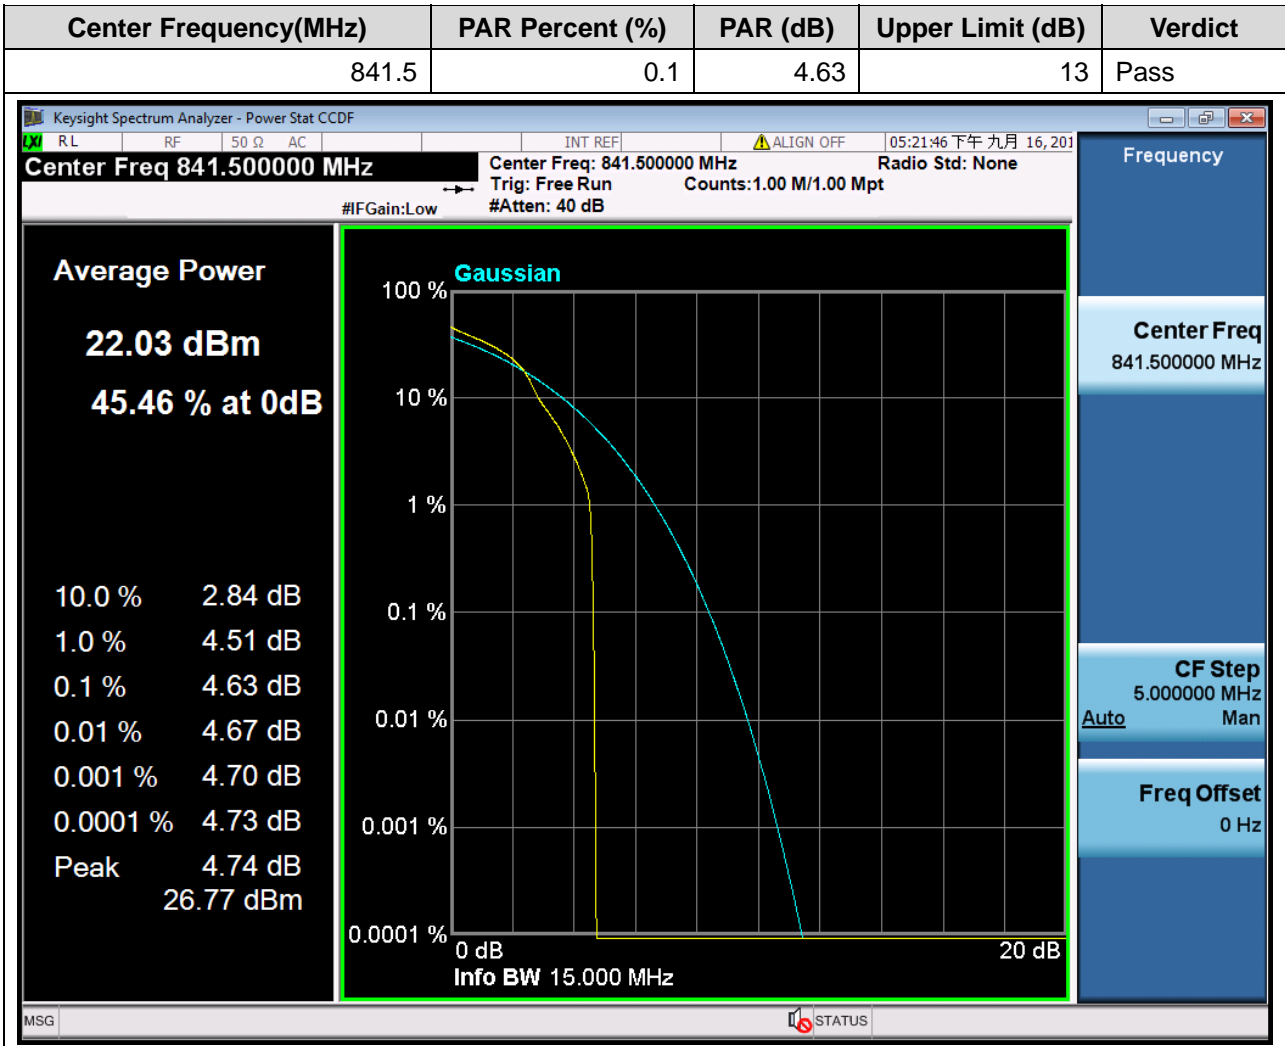 Center Frequency(MHz) PAR Percent (%) PAR (dB) Upper Limit (dB) Verdict
841.5 0.1 4.63 13 Pass
Keysight Spectrum Analyzer - Power Stat CCDF
LXI RL RF 50 Ω AC INT REF ALIGN OFF 05:21:46 下午 九月 16, 201
Center Freq 841.500000 MHz
Center Freq: 841.500000 MHz Radio Std: None
Trig: Free Run Counts:1.00 M/1.00 Mpt
#IFGain:Low #Atten: 40 dB
Average Power
22.03 dBm
45.46 % at 0dB
10.0 % 2.84 dB
1.0 % 4.51 dB
0.1 % 4.63 dB
0.01 % 4.67 dB
0.001 % 4.70 dB
0.0001 % 4.73 dB
Peak 4.74 dB
26.77 dBm
Gaussian
100 %
10 %
1 %
0.1 %
0.01 %
0.001 %
0.0001 %
0 dB 20 dB
Info BW 15.000 MHz
Frequency
Center Freq
841.500000 MHz
CF Step
5.000000 MHz
Auto Man
Freq Offset
0 Hz
MSG STATUS